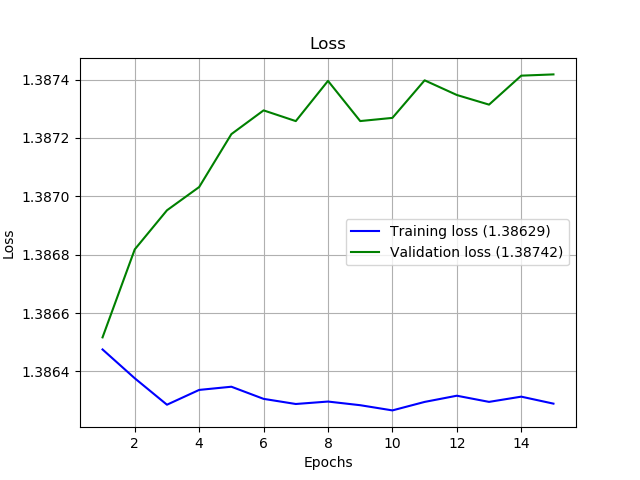 Loss
1.3874
1.3872
1.3870
1.3868
1.3866
1.3864
Loss
Training loss (1.38629)
Validation loss (1.38742)
2 4 6 8 10 12 14
Epochs